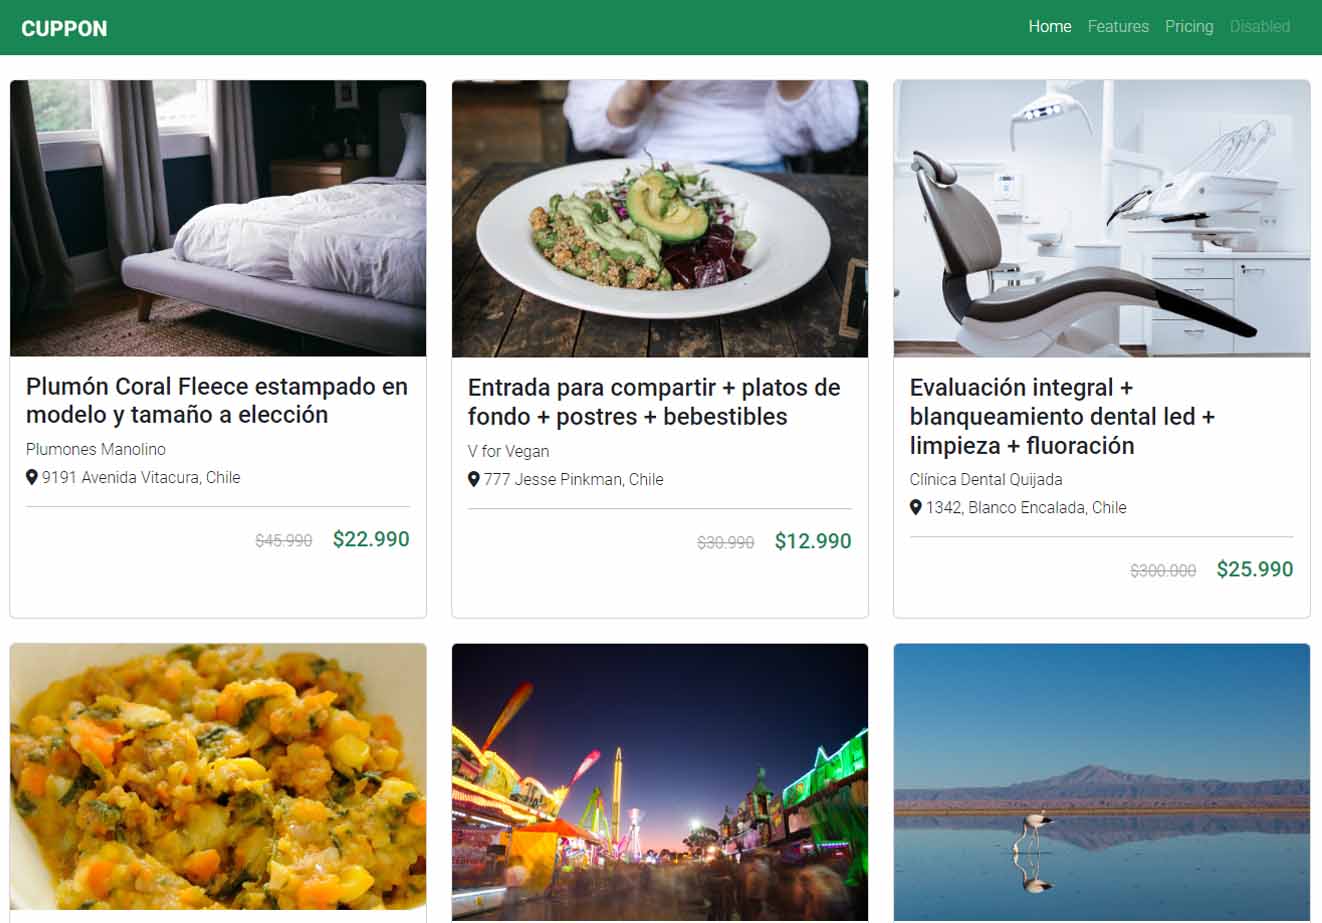 CUPPON
Home Features Pricing Disabled
Plumón Coral Fleece estampado en
modelo y tamaño a elección
Plumones Manolino
9191 Avenida Vitacura, Chile
$45.990 $22.990
Entrada para compartir + platos de
fondo + postres + bebestibles
V for Vegan
777 Jesse Pinkman, Chile
$30.990 $12.990
Evaluación integral +
blanqueamiento dental led +
limpieza + fluoración
Clínica Dental Quijada
1342, Blanco Encalada, Chile
$300.000 $25.990